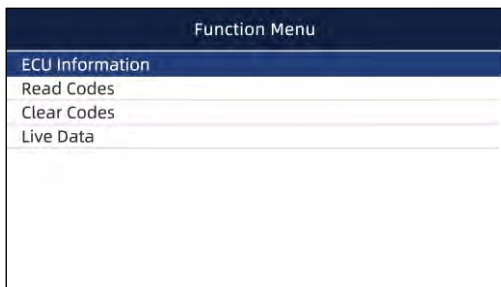 Function Menu
ECU Information
Read Codes
Clear Codes
Live Data